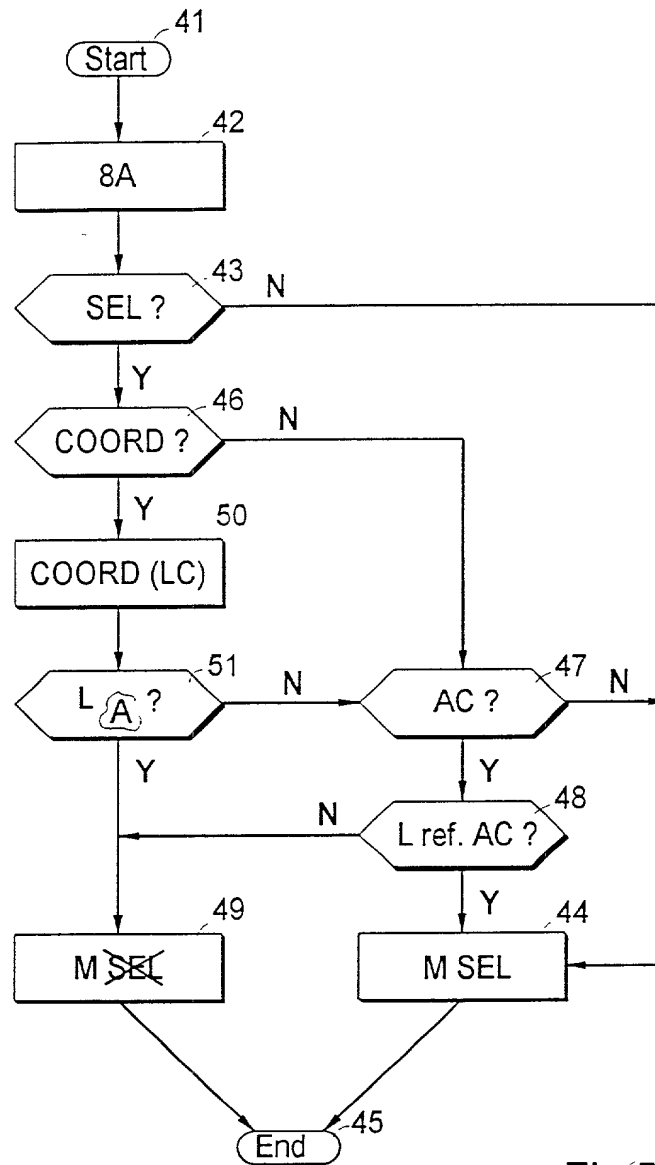 41
Start
42
8A
43
SEL ?
N
Y
46
COORD ?
N
Y
50
COORD (LC)
51
L A ?
N
47
AC ?
N
Y
Y
48
L ref. AC ?
N
Y
49
M SEL
44
M SEL
45
End